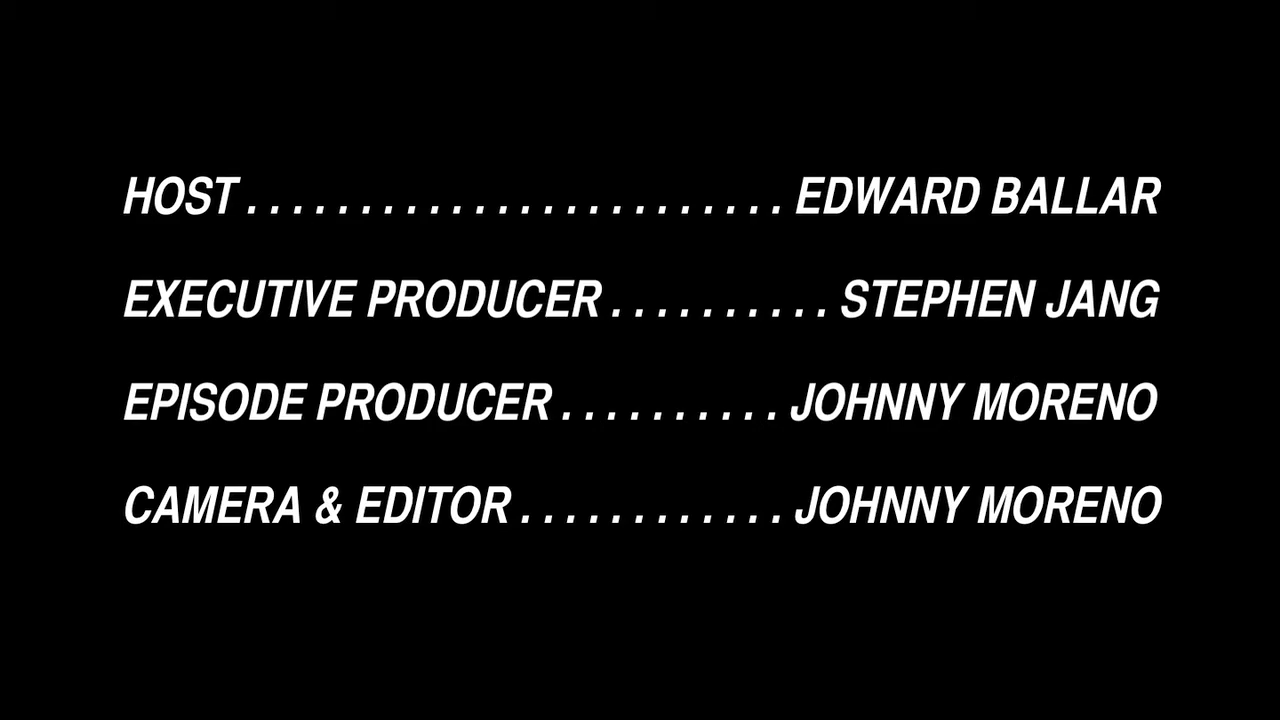 HOST . . . . . . . . . . . . . . . . . . . . . . . . EDWARD BALLAR
EXECUTIVE PRODUCER . . . . . . . . . . STEPHEN JANG
EPISODE PRODUCER . . . . . . . . . . JOHNNY MORENO
CAMERA & EDITOR . . . . . . . . . . . . JOHNNY MORENO